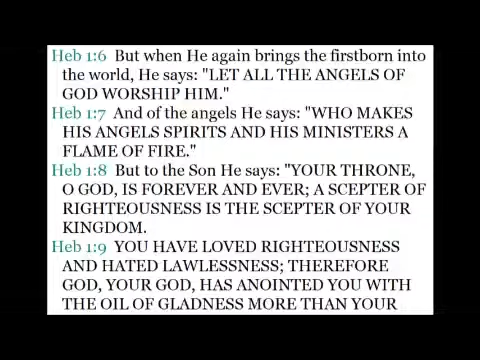 Heb 1:6 But when He again brings the firstborn into
the world, He says: "LET ALL THE ANGELS OF
GOD WORSHIP HIM."
Heb 1:7 And of the angels He says: "WHO MAKES
HIS ANGELS SPIRITS AND HIS MINISTERS A
FLAME OF FIRE."
Heb 1:8 But to the Son He says: "YOUR THRONE,
O GOD, IS FOREVER AND EVER; A SCEPTER OF
RIGHTEOUSNESS IS THE SCEPTER OF YOUR
KINGDOM.
Heb 1:9 YOU HAVE LOVED RIGHTEOUSNESS
AND HATED LAWLESSNESS; THEREFORE
GOD, YOUR GOD, HAS ANOINTED YOU WITH
THE OIL OF GLADNESS MORE THAN YOUR